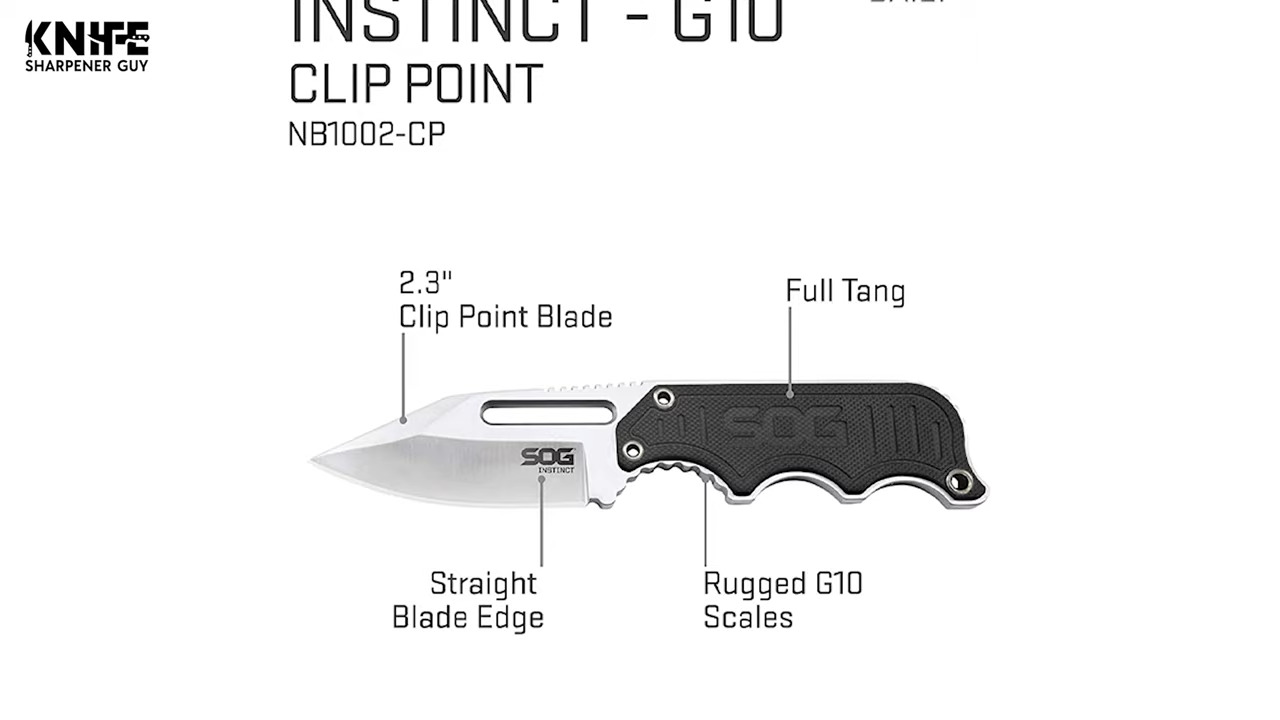 KNIFE
SHARPENER GUY
INSTINCT - G10
CLIP POINT
NB1002-CP
2.3"
Clip Point Blade
Full Tang
SOG
SOG
INSTINCT
Straight
Blade Edge
Rugged G10
Scales